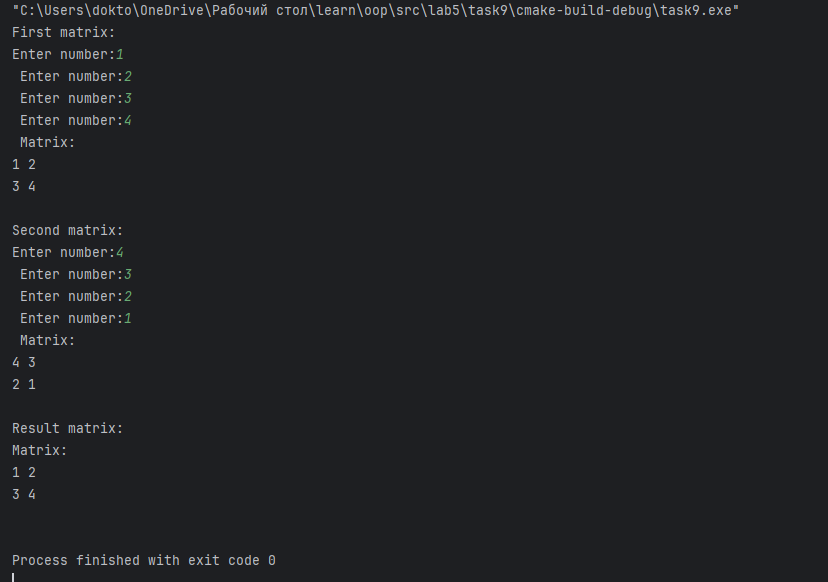 "C:\Users\dokto\OneDrive\Рабочий стол\learn\oop\src\lab5\task9\cmake-build-debug\task9.exe"
First matrix:
Enter number:1
 Enter number:2
 Enter number:3
 Enter number:4
 Matrix:
1 2
3 4
Second matrix:
Enter number:4
 Enter number:3
 Enter number:2
 Enter number:1
 Matrix:
4 3
2 1
Result matrix:
Matrix:
1 2
3 4
Process finished with exit code 0